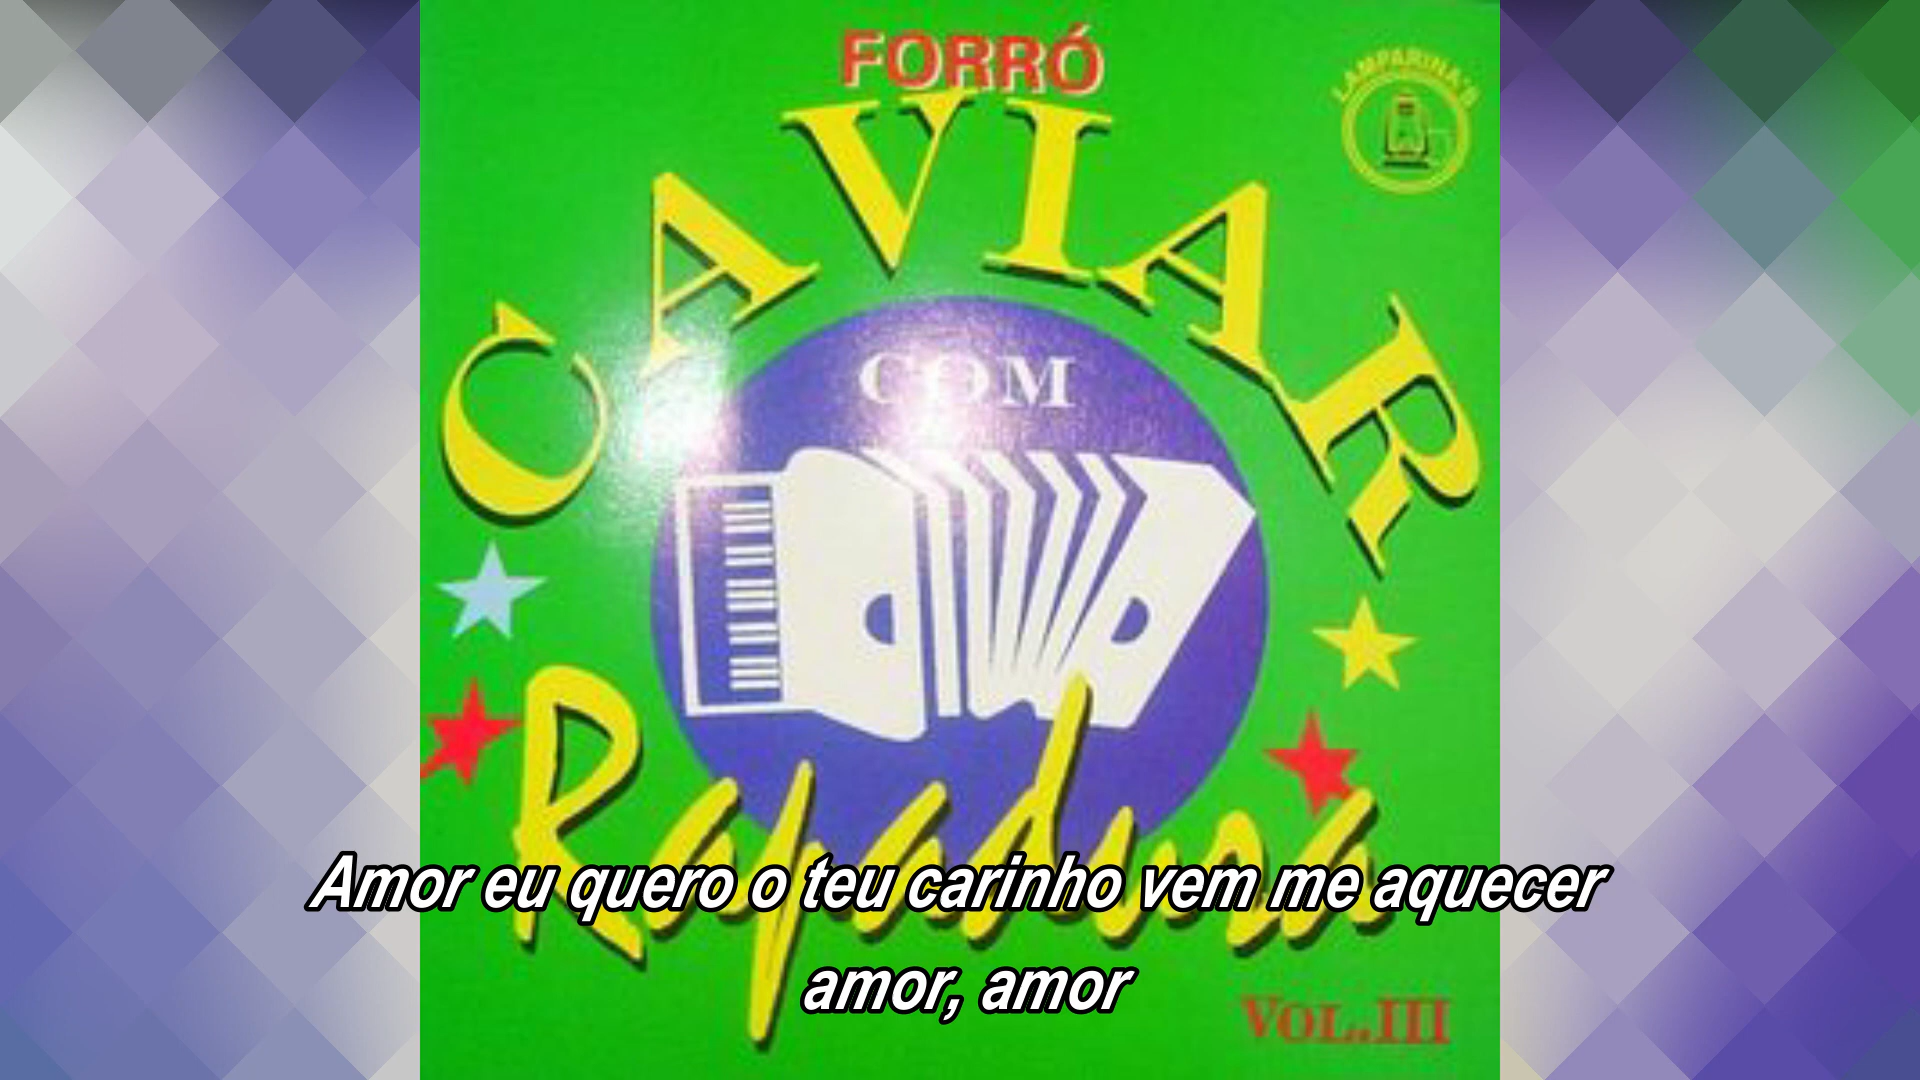 FORRÓ
LAMPARINA'S
CAVIAR
COM
Rapadura
Amor eu quero o teu carinho vem me aquecer
amor, amor
VOL..III